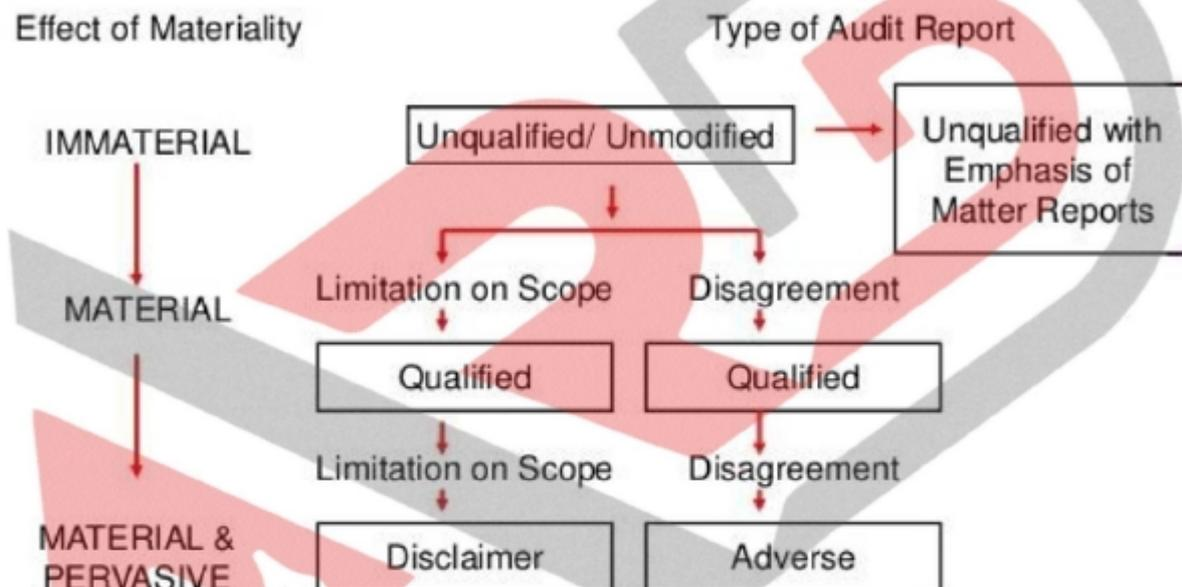 Effect of Materiality
Type of Audit Report
IMMATERIAL
Unqualified/ Unmodified
Unqualified with
Emphasis of
Matter Reports
MATERIAL
Limitation on Scope
Disagreement
Qualified
Qualified
Limitation on Scope
Disagreement
MATERIAL &
PERVASIVE
Disclaimer
Adverse